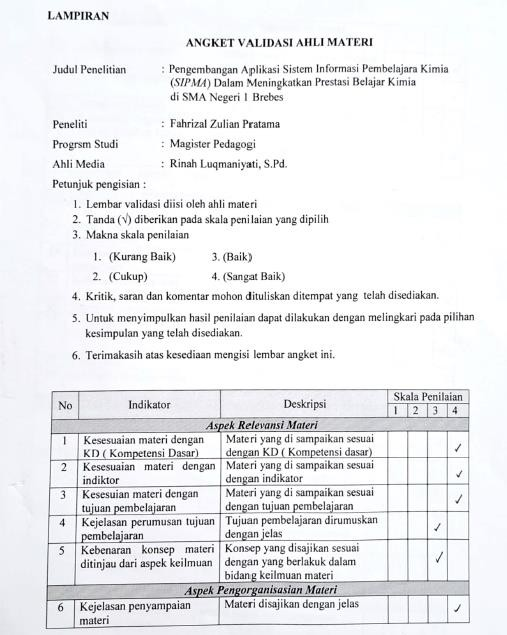 LAMPIRAN
ANGKET VALIDASI AHLI MATERI
Judul Penelitian : Pengembangan Aplikasi Sistem Informasi Pembelajara Kimia
(SIPMA) Dalam Meningkatkan Prestasi Belajar Kimia
di SMA Negeri 1 Brebes
Peneliti : Fahrizal Zulian Pratama
Progrsm Studi : Magister Pedagogi
Ahli Media : Rinah Luqmaniyati, S.Pd.
Petunjuk pengisian :
1. Lembar validasi diisi oleh ahli materi
2. Tanda (√) diberikan pada skala penilaian yang dipilih
3. Makna skala penilaian
1. (Kurang Baik) 3. (Baik)
2. (Cukup) 4. (Sangat Baik)
4. Kritik, saran dan komentar mohon dituliskan ditempat yang telah disediakan.
5. Untuk menyimpulkan hasil penilaian dapat dilakukan dengan melingkari pada pilihan
kesimpulan yang telah disediakan.
6. Terimakasih atas kesediaan mengisi lembar angket ini.
No Indikator Deskripsi Skala Penilaian
1 2 3 4
Aspek Relevansi Materi
1 Kesesuaian materi dengan Materi yang di sampaikan sesuai
KD ( Kompetensi Dasar) dengan KD ( Kompetensi dasar) ✓
2 Kesesuaian materi dengan Materi yang di sampaikan sesuai
indiktor dengan indikator ✓
3 Kesesuian materi dengan Materi yang di sampaikan sesuai
tujuan pembelajaran dengan tujuan pembelajaran ✓
4 Kejelasan perumusan tujuan Tujuan pembelajaran dirumuskan
pembelajaran dengan jelas ✓
5 Kebenaran konsep materi Konsep yang disajikan sesuai
ditinjau dari aspek keilmuan dengan yang berlakuk dalam ✓
bidang keilmuan materi
Aspek Pengorganisasian Materi
6 Kejelasan penyampaian Materi disajikan dengan jelas ✓
materi